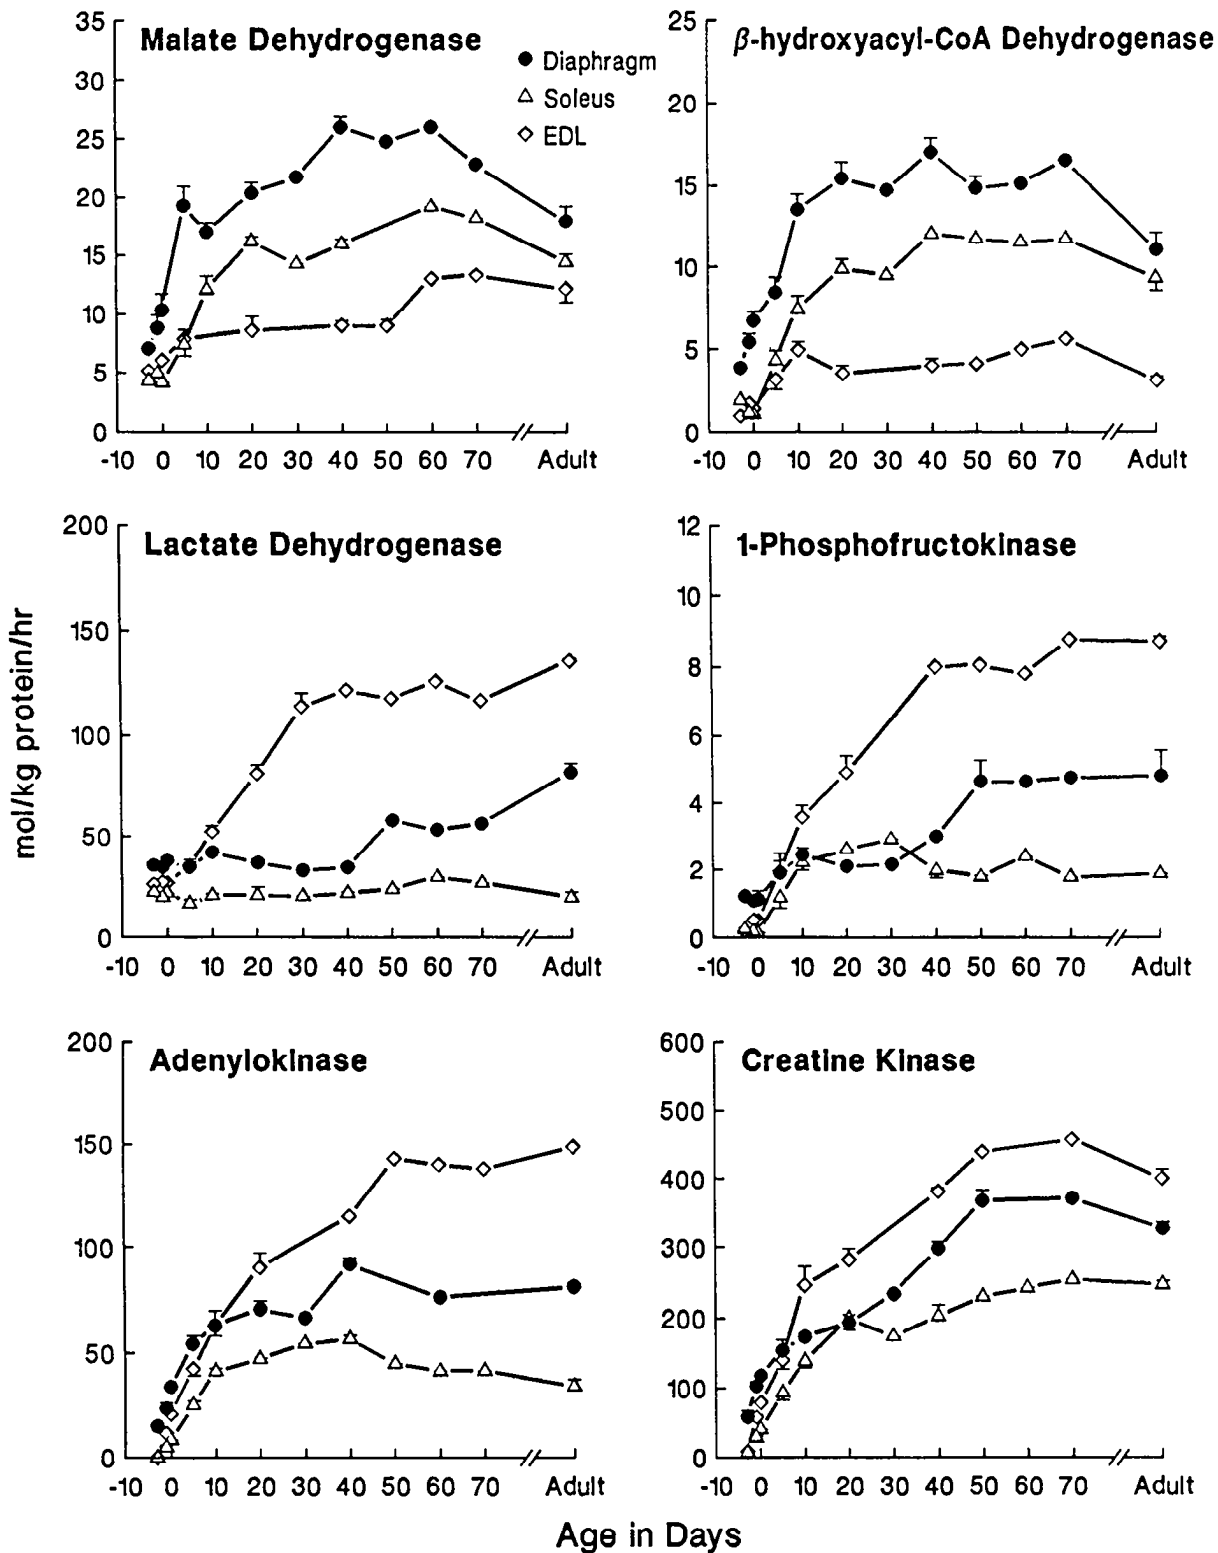 Malate Dehydrogenase
Diaphragm
Soleus
EDL
35
30
25
20
15
10
5
0
-10 0 10 20 30 40 50 60 70 Adult
β-hydroxyacyl-CoA Dehydrogenase
25
20
15
10
5
0
-10 0 10 20 30 40 50 60 70 Adult
mol/kg protein/hr
Lactate Dehydrogenase
200
150
100
50
0
-10 0 10 20 30 40 50 60 70 Adult
1-Phosphofructokinase
12
10
8
6
4
2
0
-10 0 10 20 30 40 50 60 70 Adult
Adenylokinase
200
150
100
50
0
-10 0 10 20 30 40 50 60 70 Adult
Creatine Kinase
600
500
400
300
200
100
0
-10 0 10 20 30 40 50 60 70 Adult
Age in Days